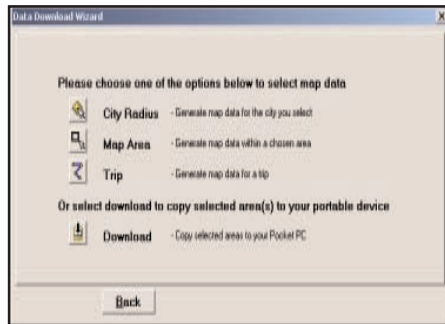 Data Download Wizard
Please choose one of the options below to select map data
City Radius - Generate map data for the city you select
Map Area - Generate map data within a chosen area
Trip - Generate map data for a trip
Or select download to copy selected area(s) to your portable device
Download - Copy selected areas to your Pocket PC
Back